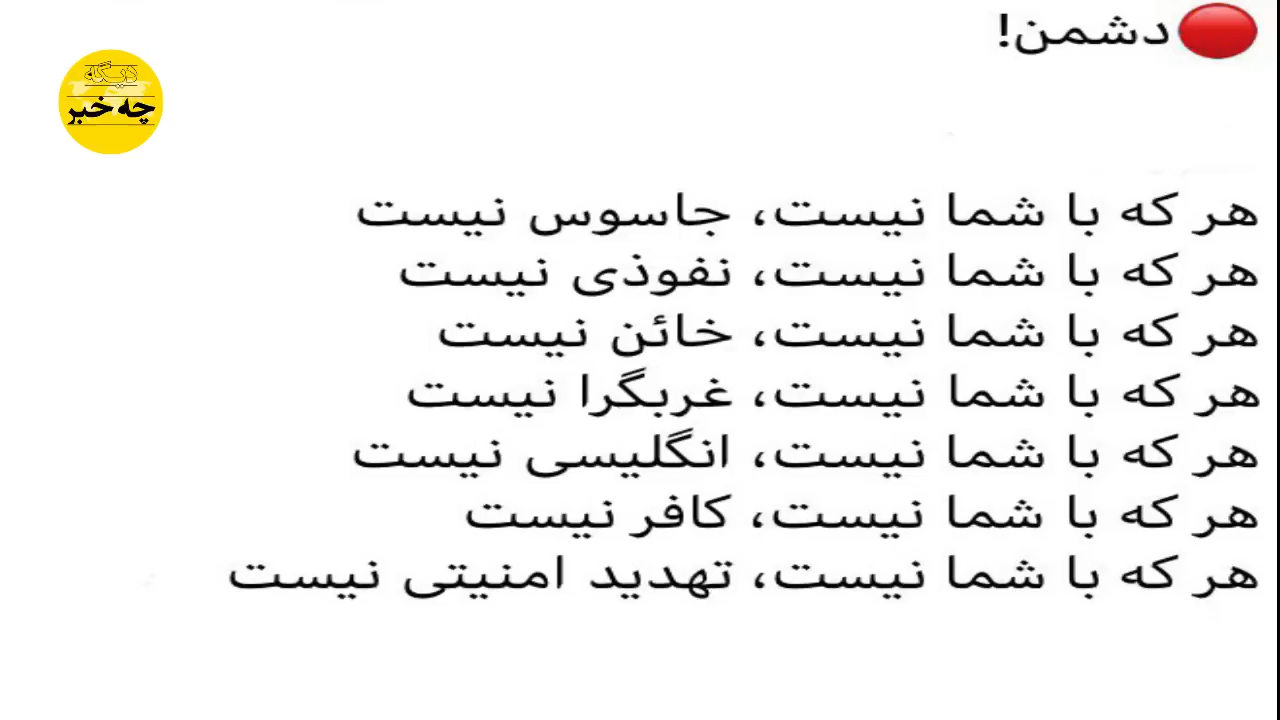 دشمن!
دیگه
چه خبر
هر که با شما نیست، جاسوس نیست
هر که با شما نیست، نفوذی نیست
هر که با شما نیست، خائن نیست
هر که با شما نیست، غربگرا نیست
هر که با شما نیست، انگلیسی نیست
هر که با شما نیست، کافر نیست
هر که با شما نیست، تهدید امنیتی نیست